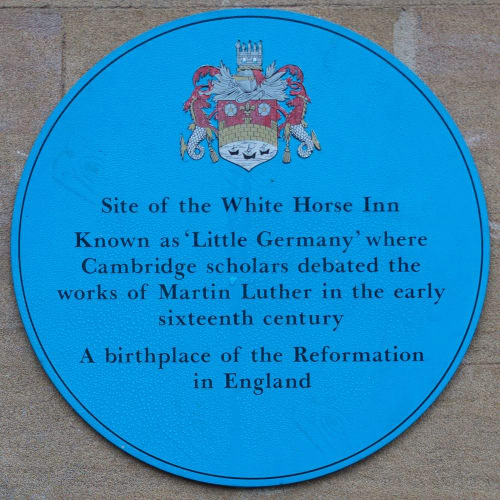 Site of the White Horse Inn
Known as 'Little Germany' where
Cambridge scholars debated the
works of Martin Luther in the early
sixteenth century
A birthplace of the Reformation
in England